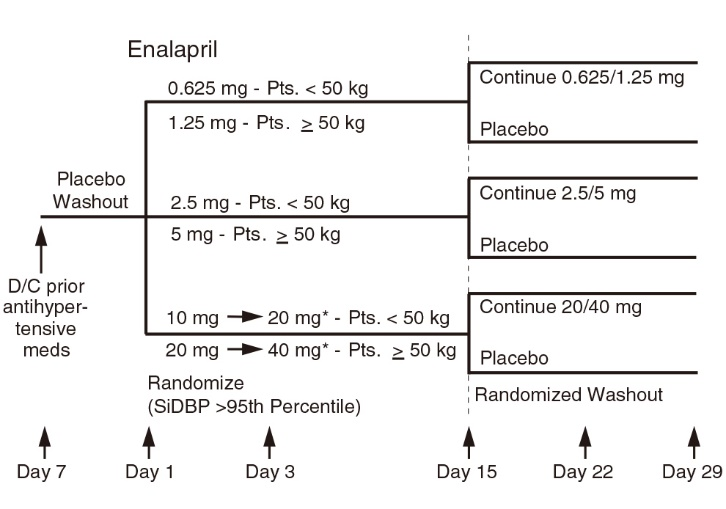 Enalapril
0.625 mg - Pts. < 50 kg
1.25 mg - Pts. ≥ 50 kg
Continue 0.625/1.25 mg
Placebo
Placebo
Washout
2.5 mg - Pts. < 50 kg
5 mg - Pts. ≥ 50 kg
Continue 2.5/5 mg
Placebo
D/C prior
antihyper-
tensive
meds
10 mg → 20 mg* - Pts. < 50 kg
20 mg → 40 mg* - Pts. ≥ 50 kg
Continue 20/40 mg
Placebo
Randomize
(SiDBP >95th Percentile)
Randomized Washout
Day 7
Day 1
Day 3
Day 15
Day 22
Day 29